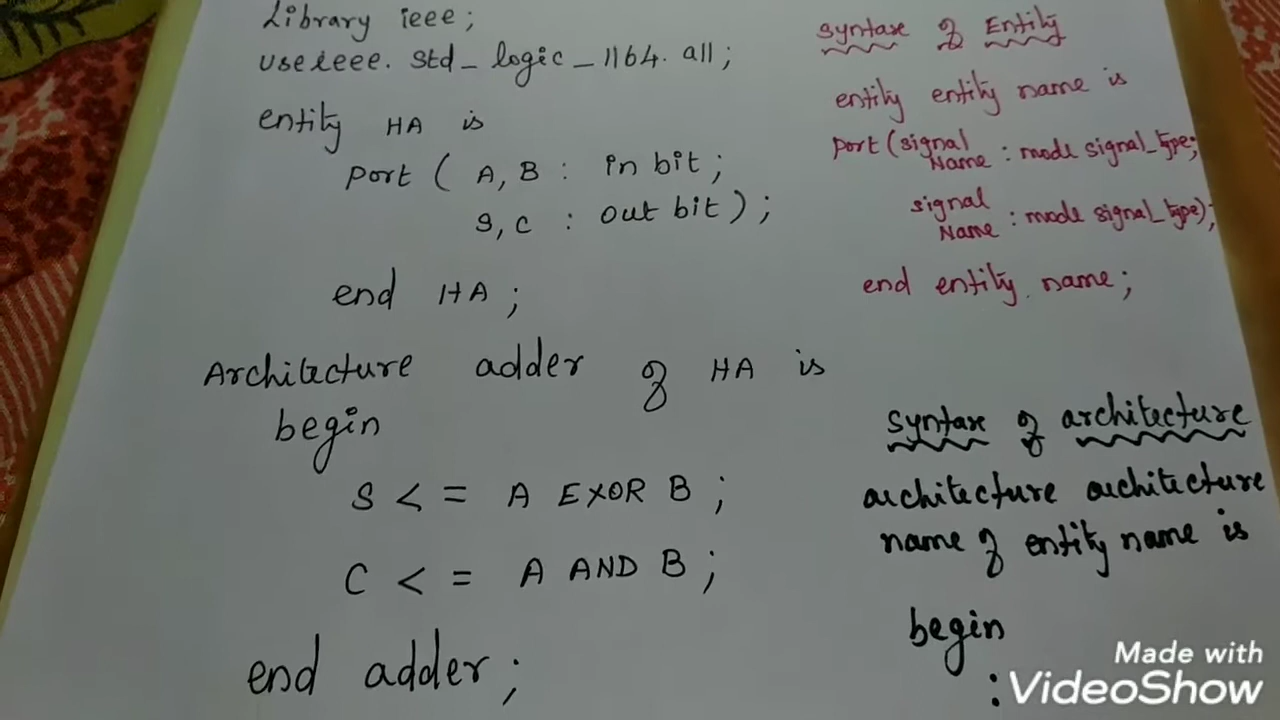 Library ieee;
use ieee. std_logic_1164. all;
entity HA is
port ( A, B : in bit;
S, C : out bit);
end HA;
Architecture adder of HA is
begin
S <= A EXOR B;
C <= A AND B;
end adder;
syntax of Entity
entity entity name is
port (signal
Name : mode signal_type;
signal
Name : mode signal_type);
end entity name;
syntax of architecture
architecture architecture
name of entity name is
begin
:
Made with
VideoShow